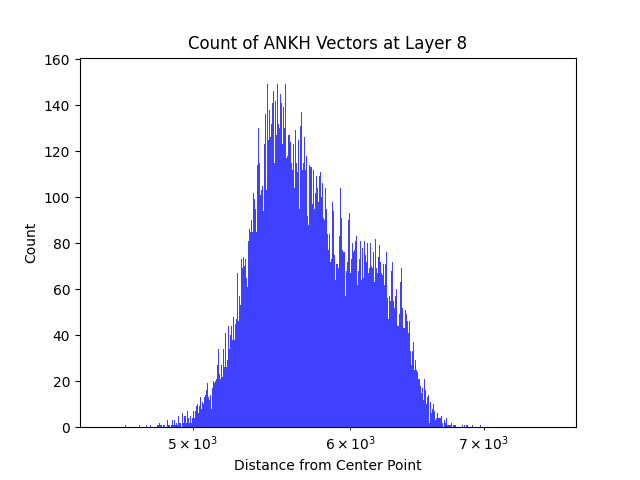 Count of ANKH Vectors at Layer 8
160
140
120
100
80
60
40
20
0
Count
5 × 10³
6 × 10³
7 × 10³
Distance from Center Point